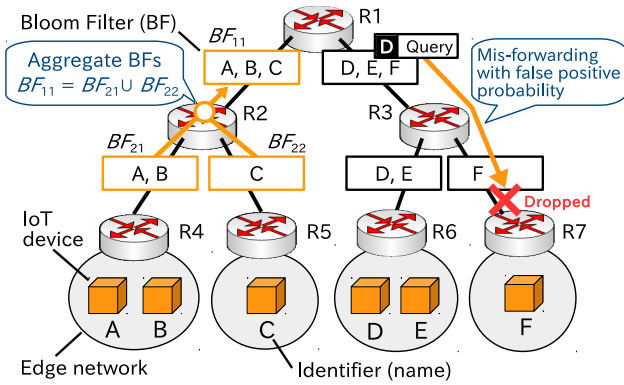 Bloom Filter (BF)
R1
BF11
D Query
Aggregate BFs
BF11 = BF21 ∪ BF22
A, B, C
D, E, F
Mis-forwarding
with false positive
probability
R2
R3
BF21
BF22
A, B
C
D, E
F
Dropped
IoT
device
R4
R5
R6
R7
A
B
C
D
E
F
Edge network
Identifier (name)